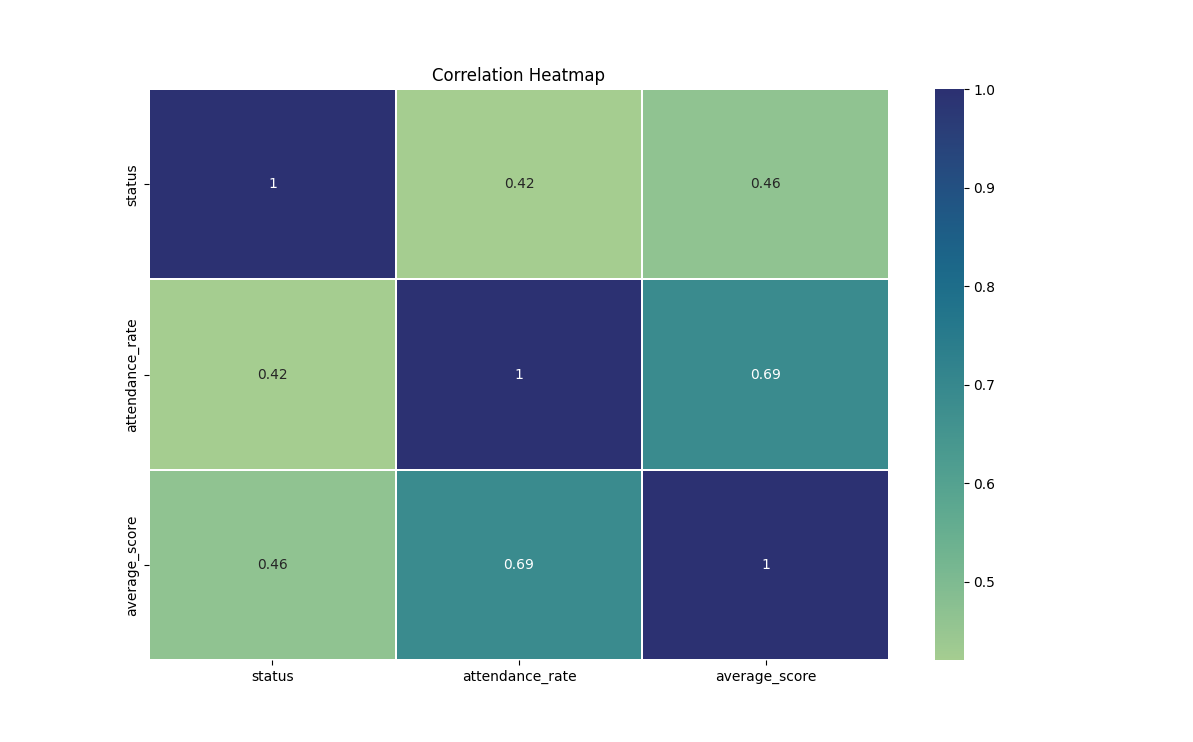 Correlation Heatmap
status
1
0.42
0.46
attendance_rate
0.42
1
0.69
average_score
0.46
0.69
1
status
attendance_rate
average_score
1.0
0.9
0.8
0.7
0.6
0.5